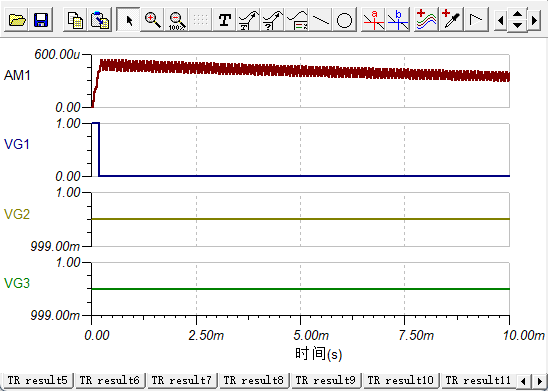 T
100%
a
b
600.00u
AM1
0.00
1.00
VG1
0.00
1.00
VG2
999.00m
1.00
VG3
999.00m
0.00 2.50m 5.00m 7.50m 10.00m
时间(s)
TR result5 TR result6 TR result7 TR result8 TR result9 TR result10 TR result11